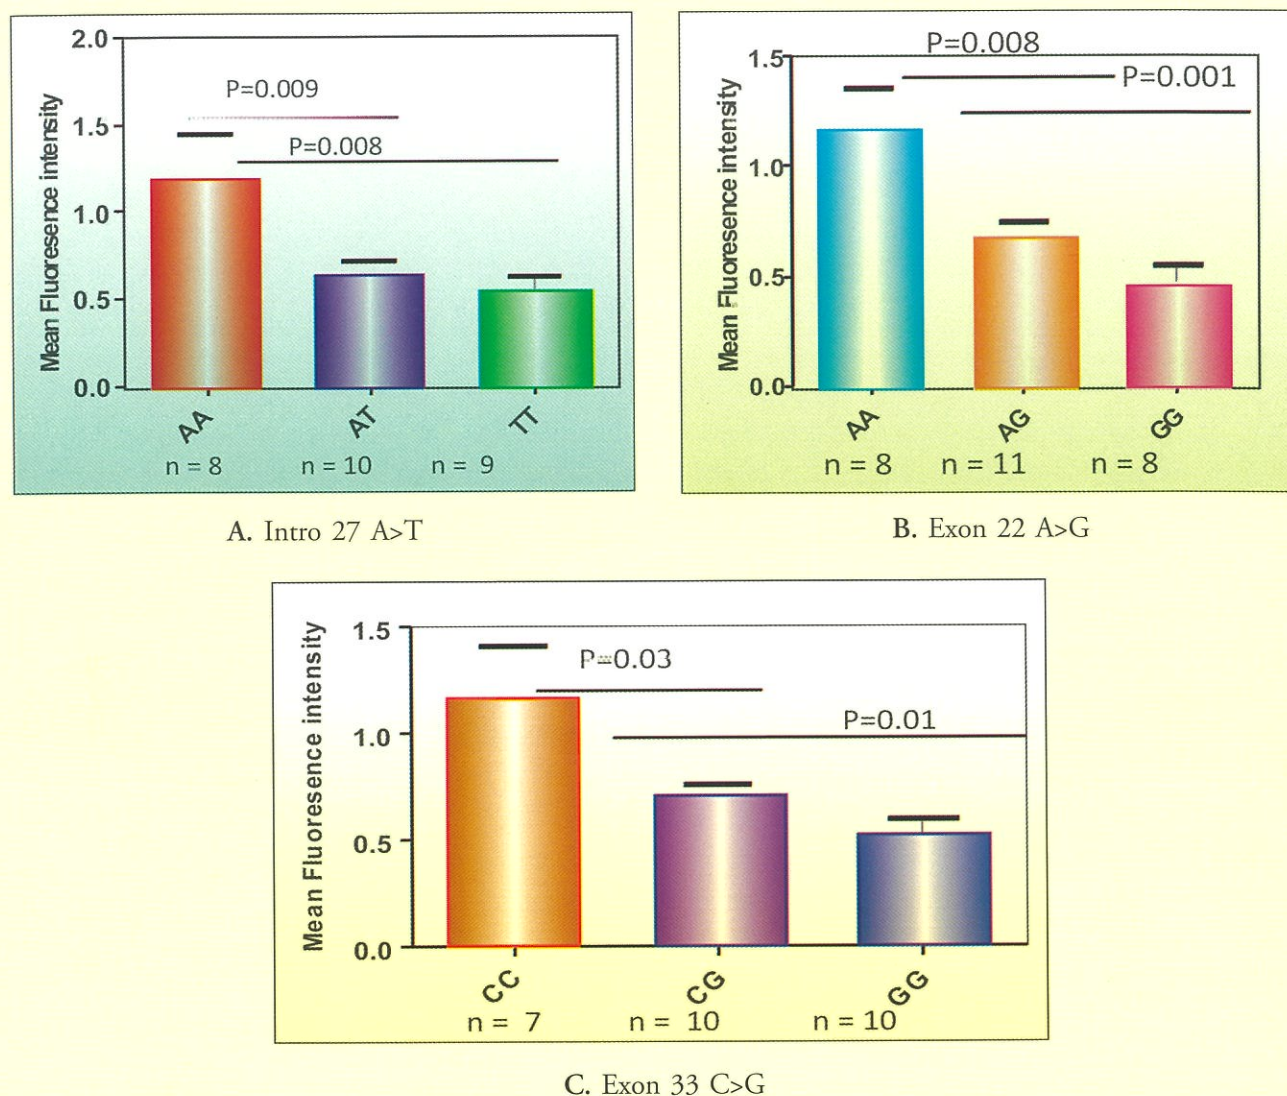 P=0.009
P=0.008
Mean Fluoresence intensity
2.0
1.5
1.0
0.5
0.0
AA
AT
TT
n = 8
n = 10
n = 9
A. Intro 27 A>T
P=0.008
P=0.001
Mean Fluoresence intensity
1.5
1.0
0.5
0.0
AA
AG
GG
n = 8
n = 11
n = 8
B. Exon 22 A>G
P=0.03
P=0.01
Mean Fluoresence intensity
1.5
1.0
0.5
0.0
CC
CG
GG
n = 7
n = 10
n = 10
C. Exon 33 C>G